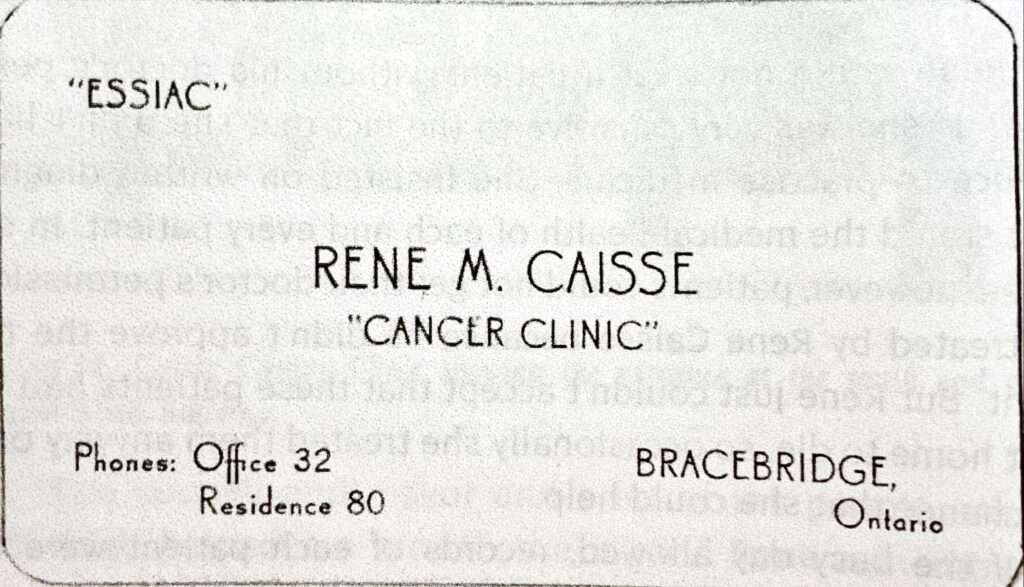 "ESSIAC"
RENE M. CAISSE
"CANCER CLINIC"
Phones: Office 32
Residence 80
BRACEBRIDGE,
Ontario